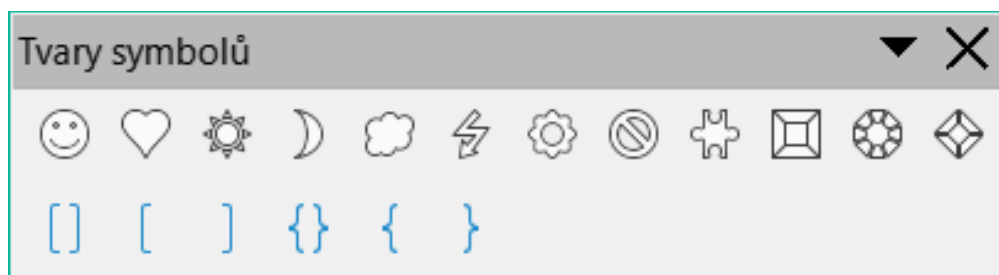 Tvary symbolů
[ ] [ ] { } { }